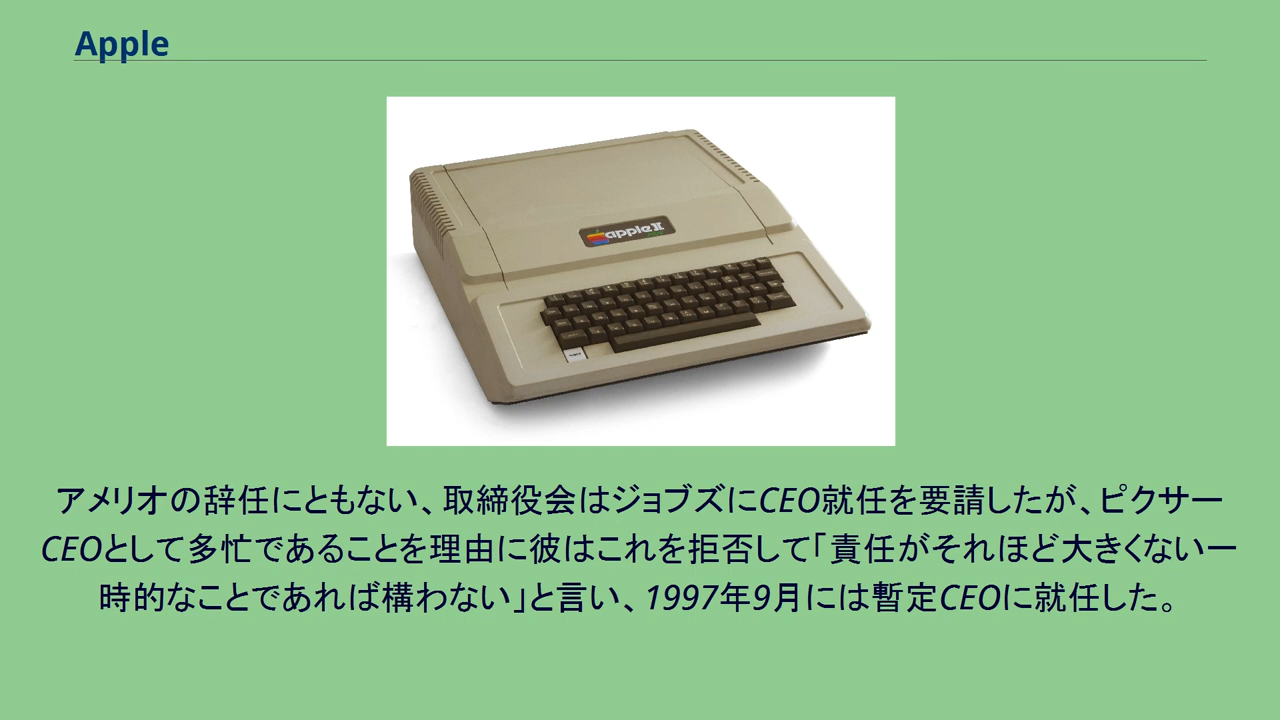 Apple
apple II
アメリオの辞任にともない、取締役会はジョブズにCEO就任を要請したが、ピクサー
CEOとして多忙であることを理由に彼はこれを拒否して「責任がそれほど大きくない一
時的なことであれば構わない」と言い、1997年9月には暫定CEOに就任した。